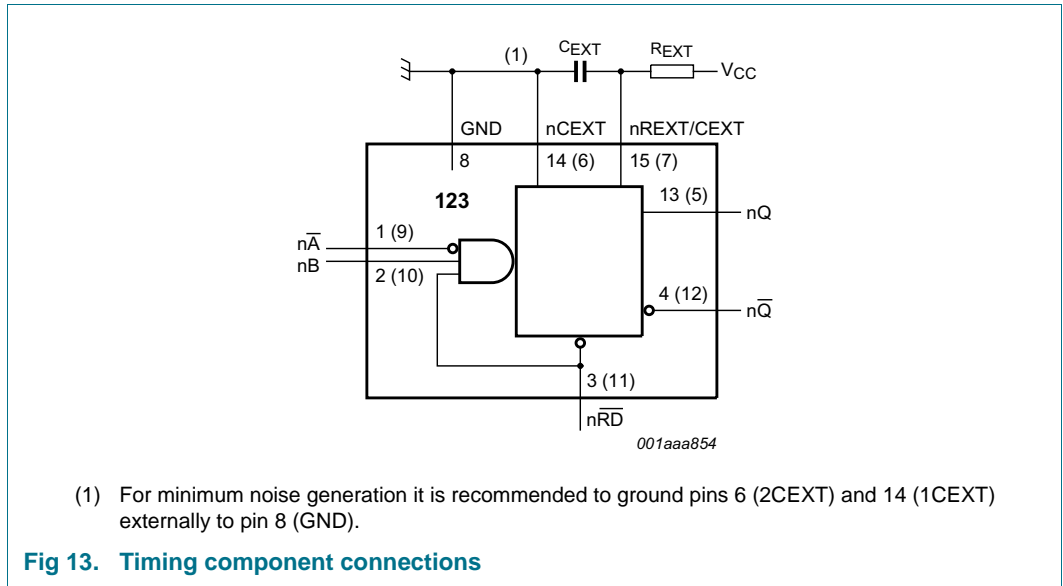 (1)
CEXT
REXT
VCC
GND
nCEXT
nREXT/CEXT
8
14 (6)
15 (7)
123
13 (5)
nQ
1 (9)
nA̅
nB
2 (10)
4 (12)
nQ̅
3 (11)
nR̅D̅
001aaa854
(1) For minimum noise generation it is recommended to ground pins 6 (2CEXT) and 14 (1CEXT)
externally to pin 8 (GND).
Fig 13. Timing component connections